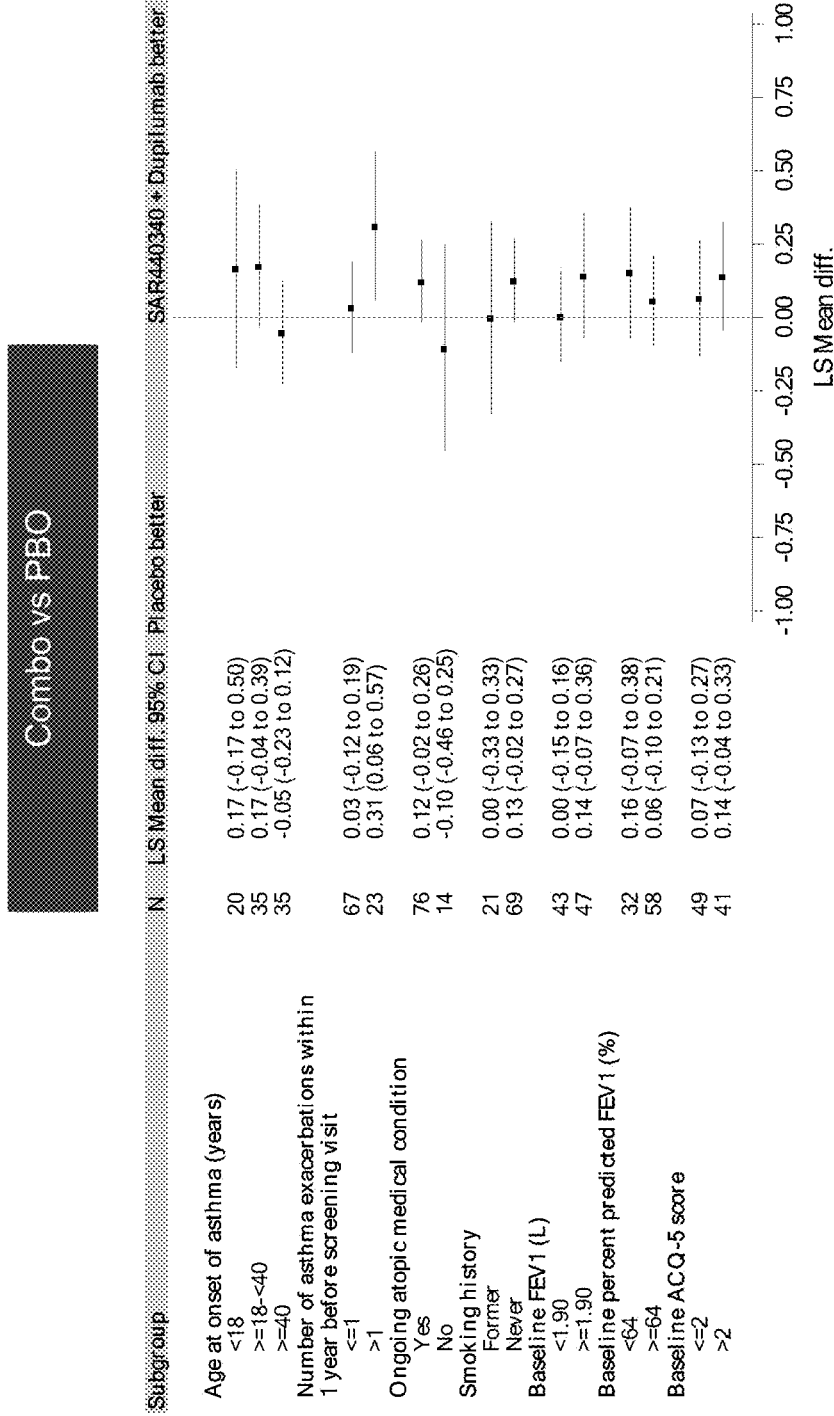 Combo vs PBO
Subgroup N LS Mean diff. 95% CI Placebo better SAR440340 + Dupilumab better
Age at onset of asthma (years)
<18 20 0.17 (-0.17 to 0.50)
>=18-<40 35 0.17 (-0.04 to 0.39)
>=40 35 -0.05 (-0.23 to 0.12)
Number of asthma exacerbations within
1 year before screening visit
<=1 67 0.03 (-0.12 to 0.19)
>1 23 0.31 (0.06 to 0.57)
Ongoing atopic medical condition
Yes 76 0.12 (-0.02 to 0.26)
No 14 -0.10 (-0.46 to 0.25)
Smoking history
Former 21 0.00 (-0.33 to 0.33)
Never 69 0.13 (-0.02 to 0.27)
Baseline FEV1 (L)
<1.90 43 0.00 (-0.15 to 0.16)
>=1.90 47 0.14 (-0.07 to 0.36)
Baseline percent predicted FEV1 (%)
<64 32 0.16 (-0.07 to 0.38)
>=64 58 0.06 (-0.10 to 0.21)
Baseline ACQ-5 score
<=2 49 0.07 (-0.13 to 0.27)
>2 41 0.14 (-0.04 to 0.33)
-1.00 -0.75 -0.50 -0.25 0.00 0.25 0.50 0.75 1.00
LS Mean diff.